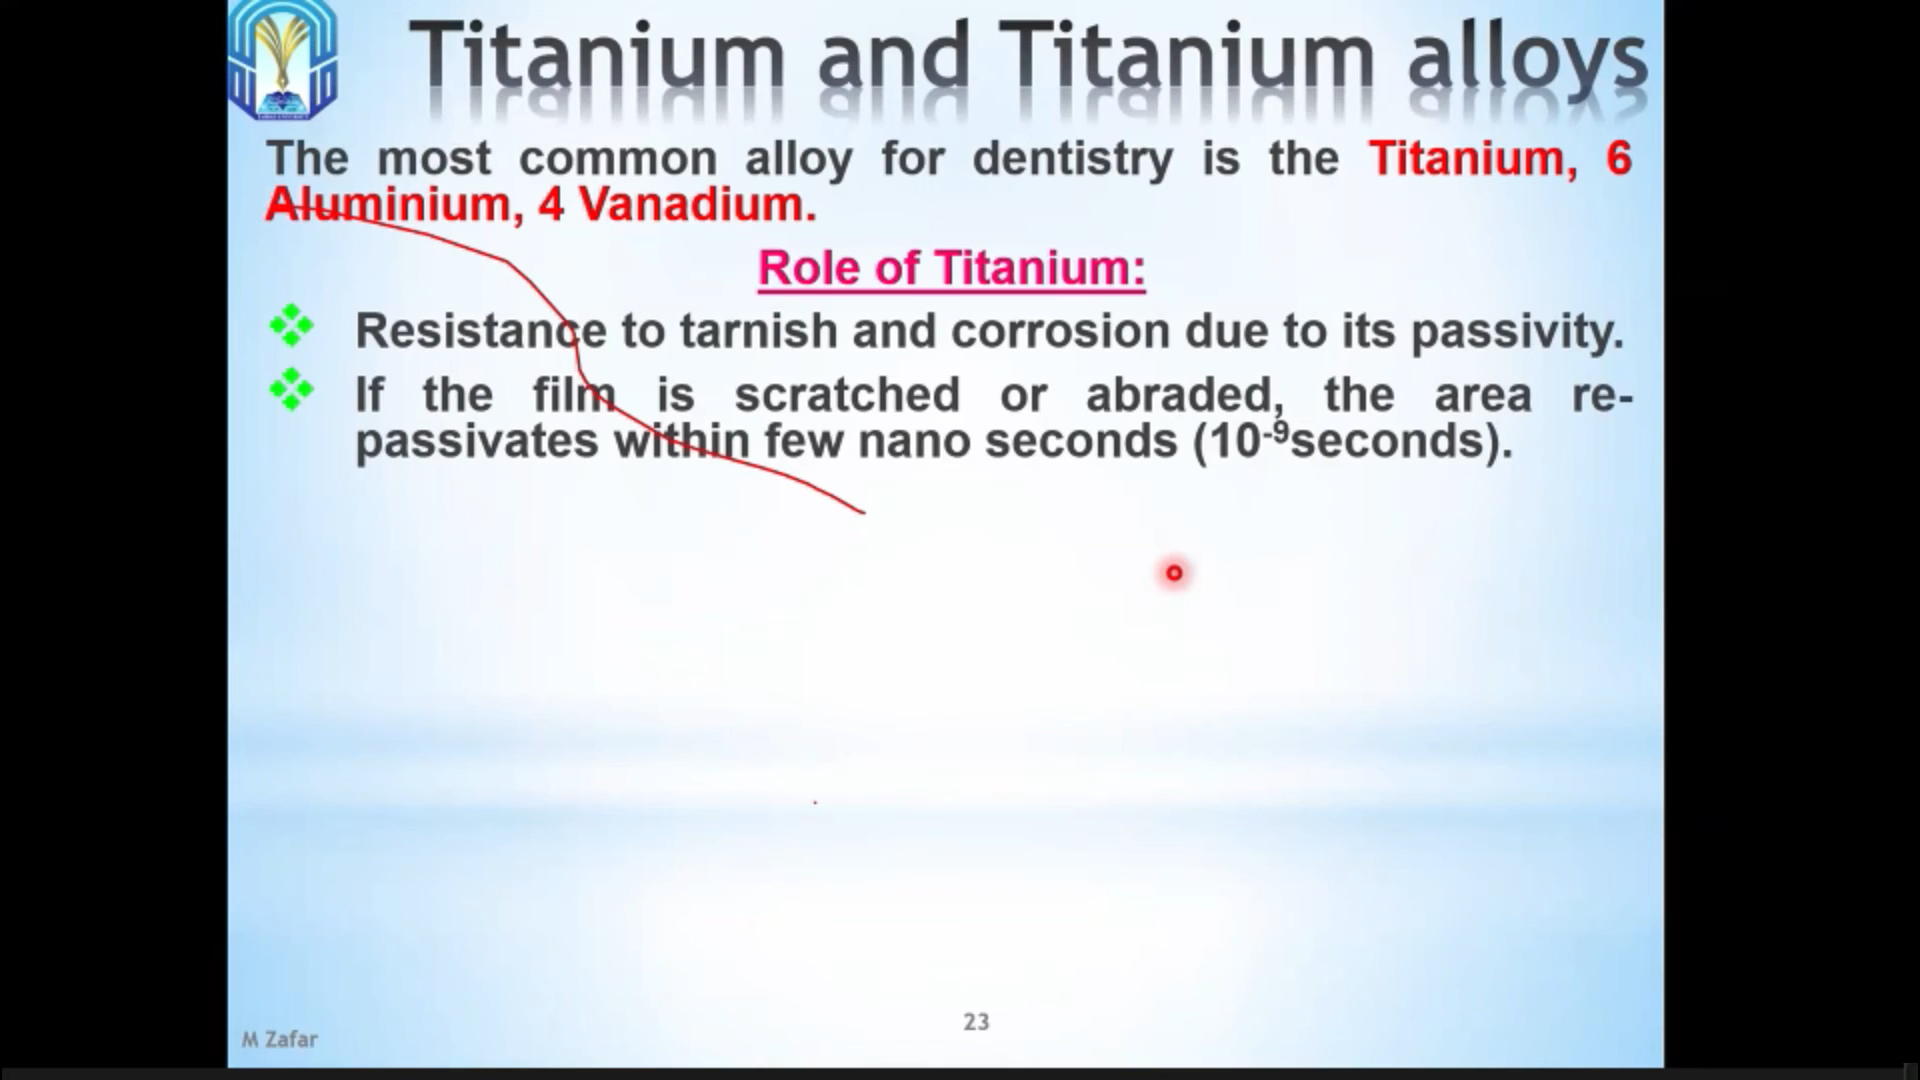 Titanium and Titanium alloys
The most common alloy for dentistry is the Titanium, 6
Aluminium, 4 Vanadium.
Role of Titanium:
Resistance to tarnish and corrosion due to its passivity.
If the film is scratched or abraded, the area re-
passivates within few nano seconds (10⁻⁹seconds).
23
M Zafar